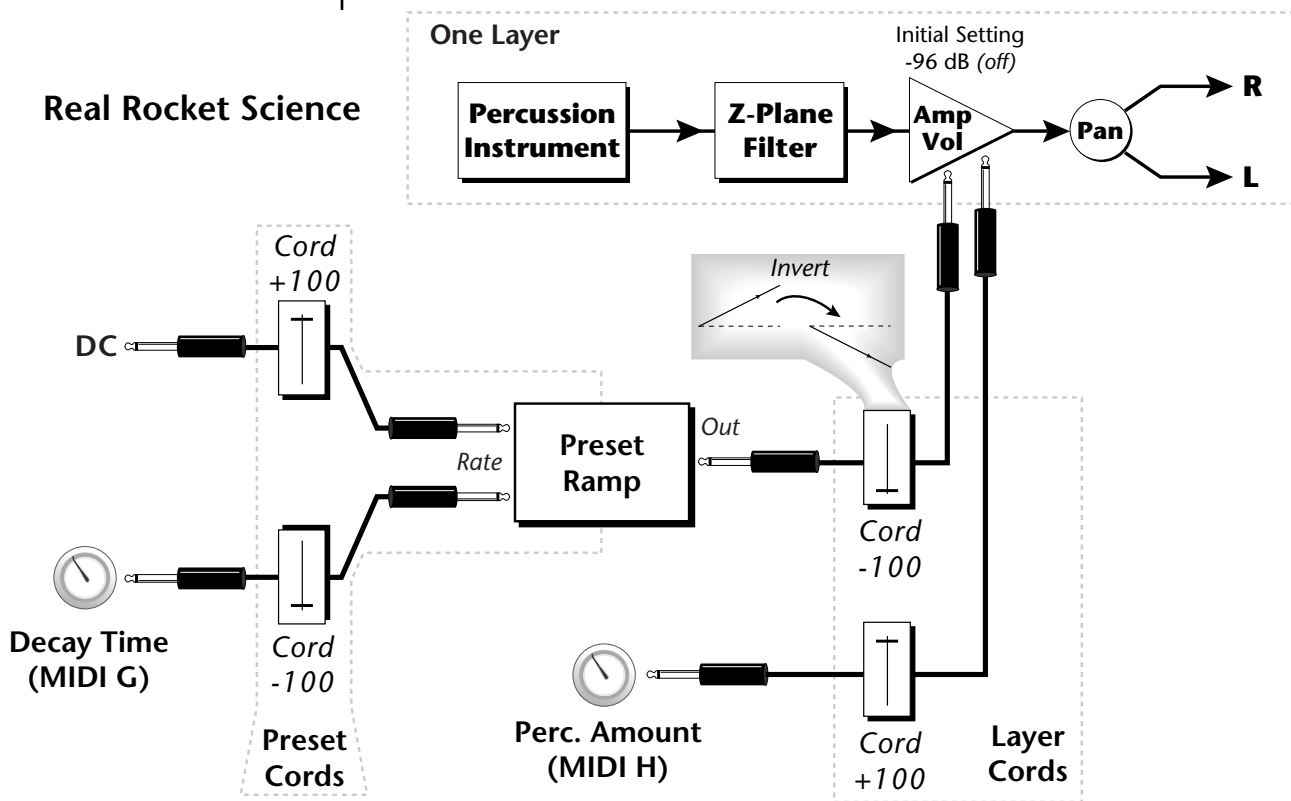 One Layer
Initial Setting
-96 dB (off)
Real Rocket Science
Percussion
Instrument
Z-Plane
Filter
Amp
Vol
Pan
R
L
Cord
+100
Invert
DC
Rate
Preset
Ramp
Out
Cord
-100
Decay Time
(MIDI G)
Cord
-100
Preset
Cords
Perc. Amount
(MIDI H)
Cord
+100
Layer
Cords